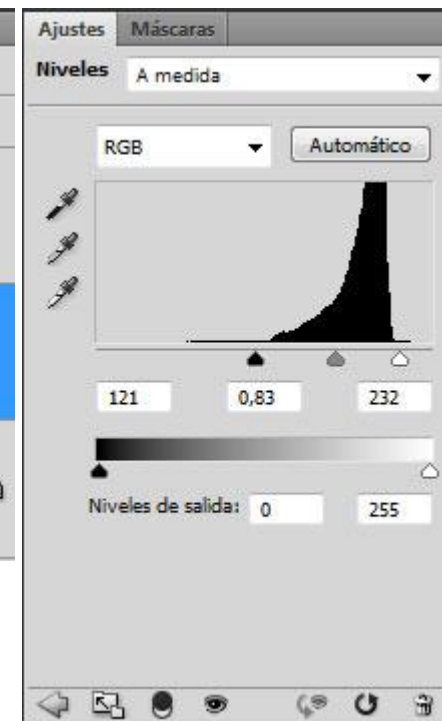 Ajustes Máscaras
Niveles A medida
RGB Automático
121 0,83 232
Niveles de salida: 0 255